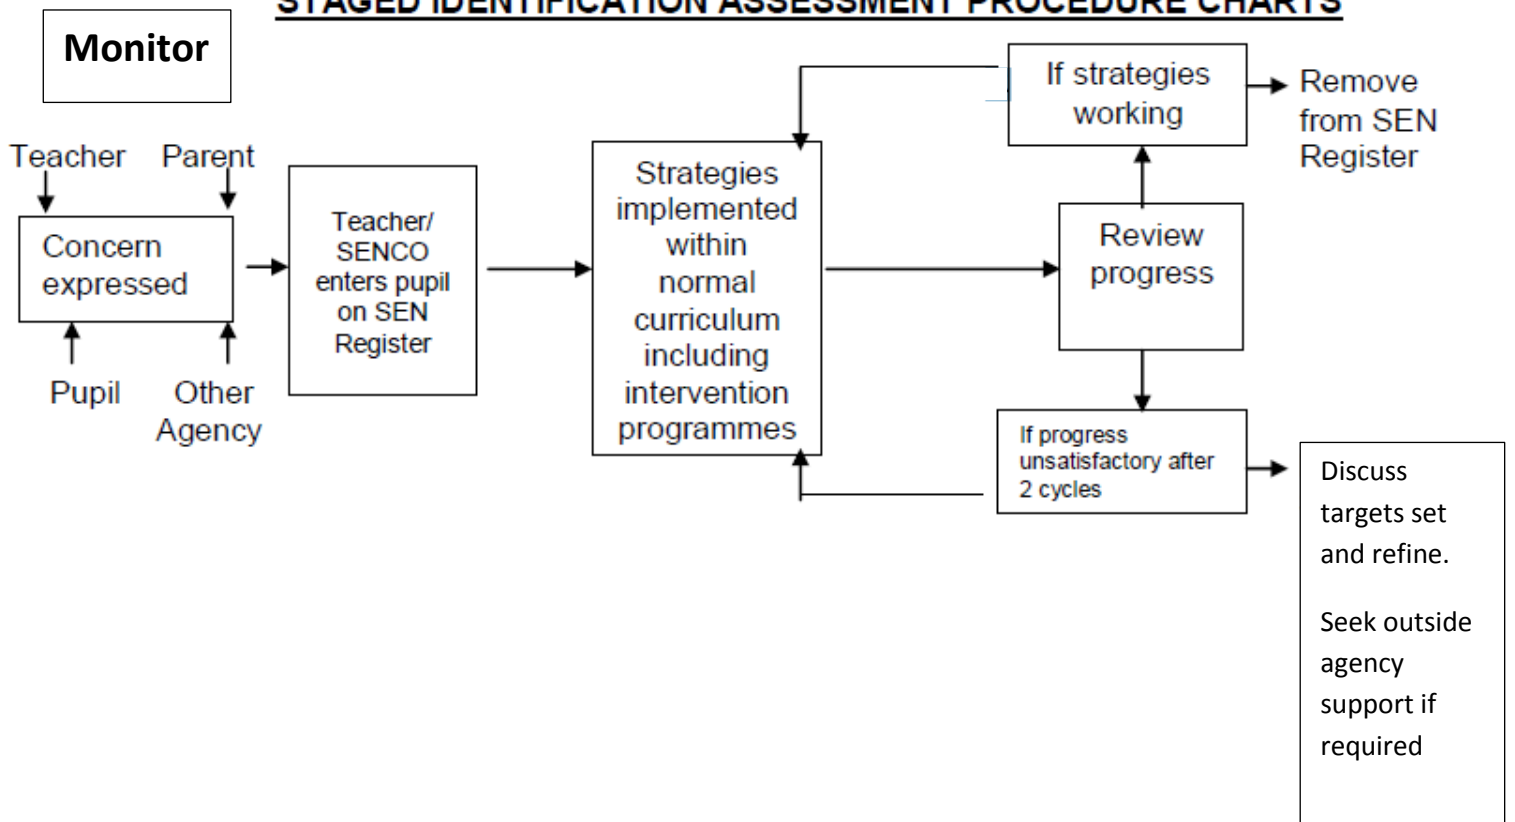 STAGED IDENTIFICATION ASSESSMENT PROCEDURE CHARTS
Monitor
Teacher
Parent
Concern
expressed
Pupil
Other
Agency
Teacher/
SENCO
enters pupil
on SEN
Register
Strategies
implemented
within
normal
curriculum
including
intervention
programmes
Review
progress
If strategies
working
Remove
from SEN
Register
If progress
unsatisfactory after
2 cycles
Discuss
targets set
and refine.
Seek outside
agency
support if
required